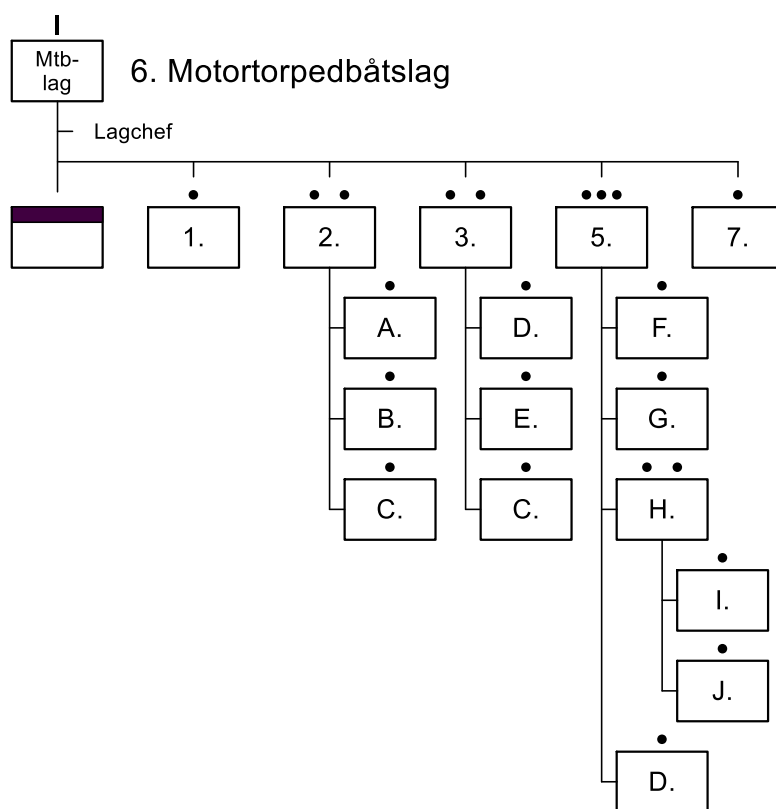 Mtb-
lag
6. Motortorpedbåtslag
Lagchef
1.
2.
3.
5.
7.
A.
D.
F.
B.
E.
G.
C.
C.
H.
I.
J.
D.